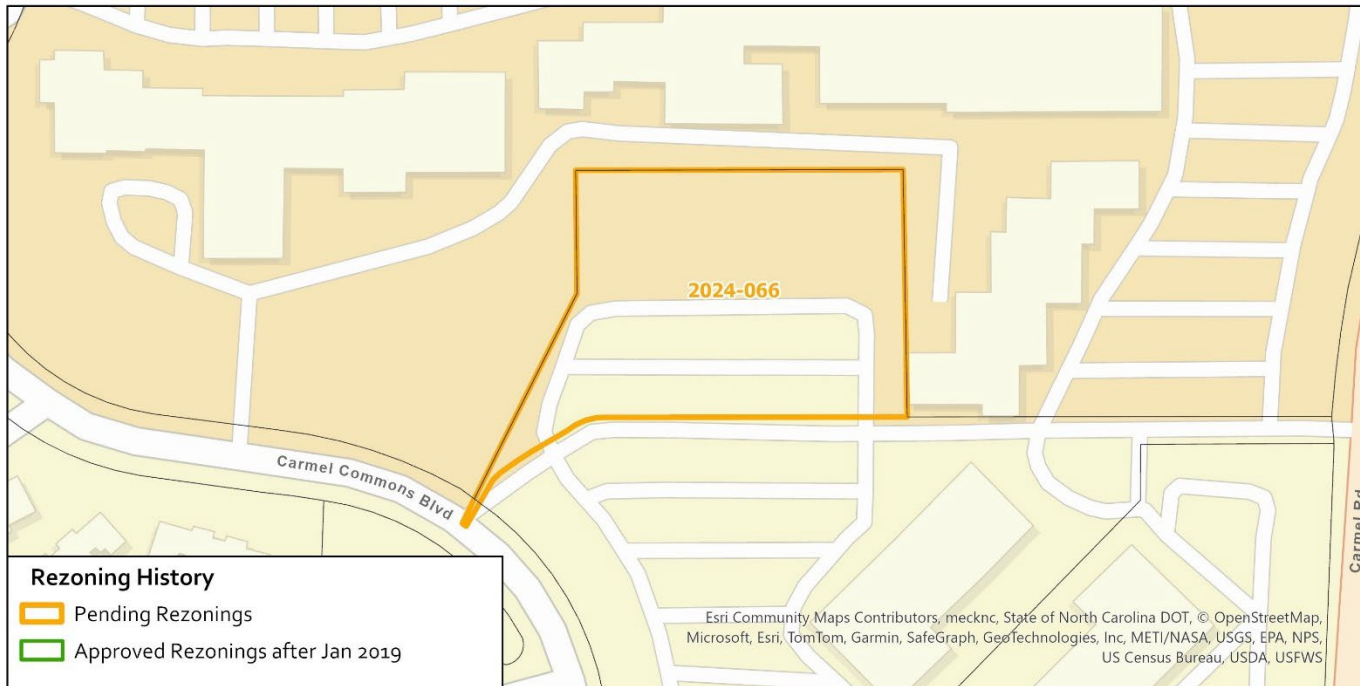 2024-066
Carmel Commons Blvd
Carmel Rd
Rezoning History
Pending Rezonings
Approved Rezonings after Jan 2019
Esri Community Maps Contributors, mecknc, State of North Carolina DOT, © OpenStreetMap,
Microsoft, Esri, TomTom, Garmin, SafeGraph, GeoTechnologies, Inc, METI/NASA, USGS, EPA, NPS,
US Census Bureau, USDA, USFWS